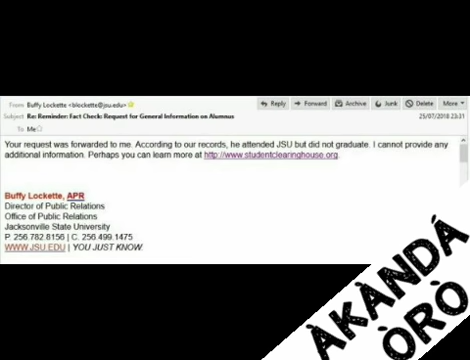 From Buffy Lockette <blockette@jsu.edu>
Reply Forward Archive Junk Delete More
Subject Re: Reminder: Fact Check: Request for General Information on Alumnus
25/07/2018 23:31
To Me
Your request was forwarded to me. According to our records, he attended JSU but did not graduate. I cannot provide any
additional information. Perhaps you can learn more at http://www.studentclearinghouse.org.
Buffy Lockette, APR
Director of Public Relations
Office of Public Relations
Jacksonville State University
P. 256.782.8156 | C. 256.499.1475
WWW.JSU.EDU | YOU JUST KNOW.
ÀKÀNDÁ
ÒRÒ